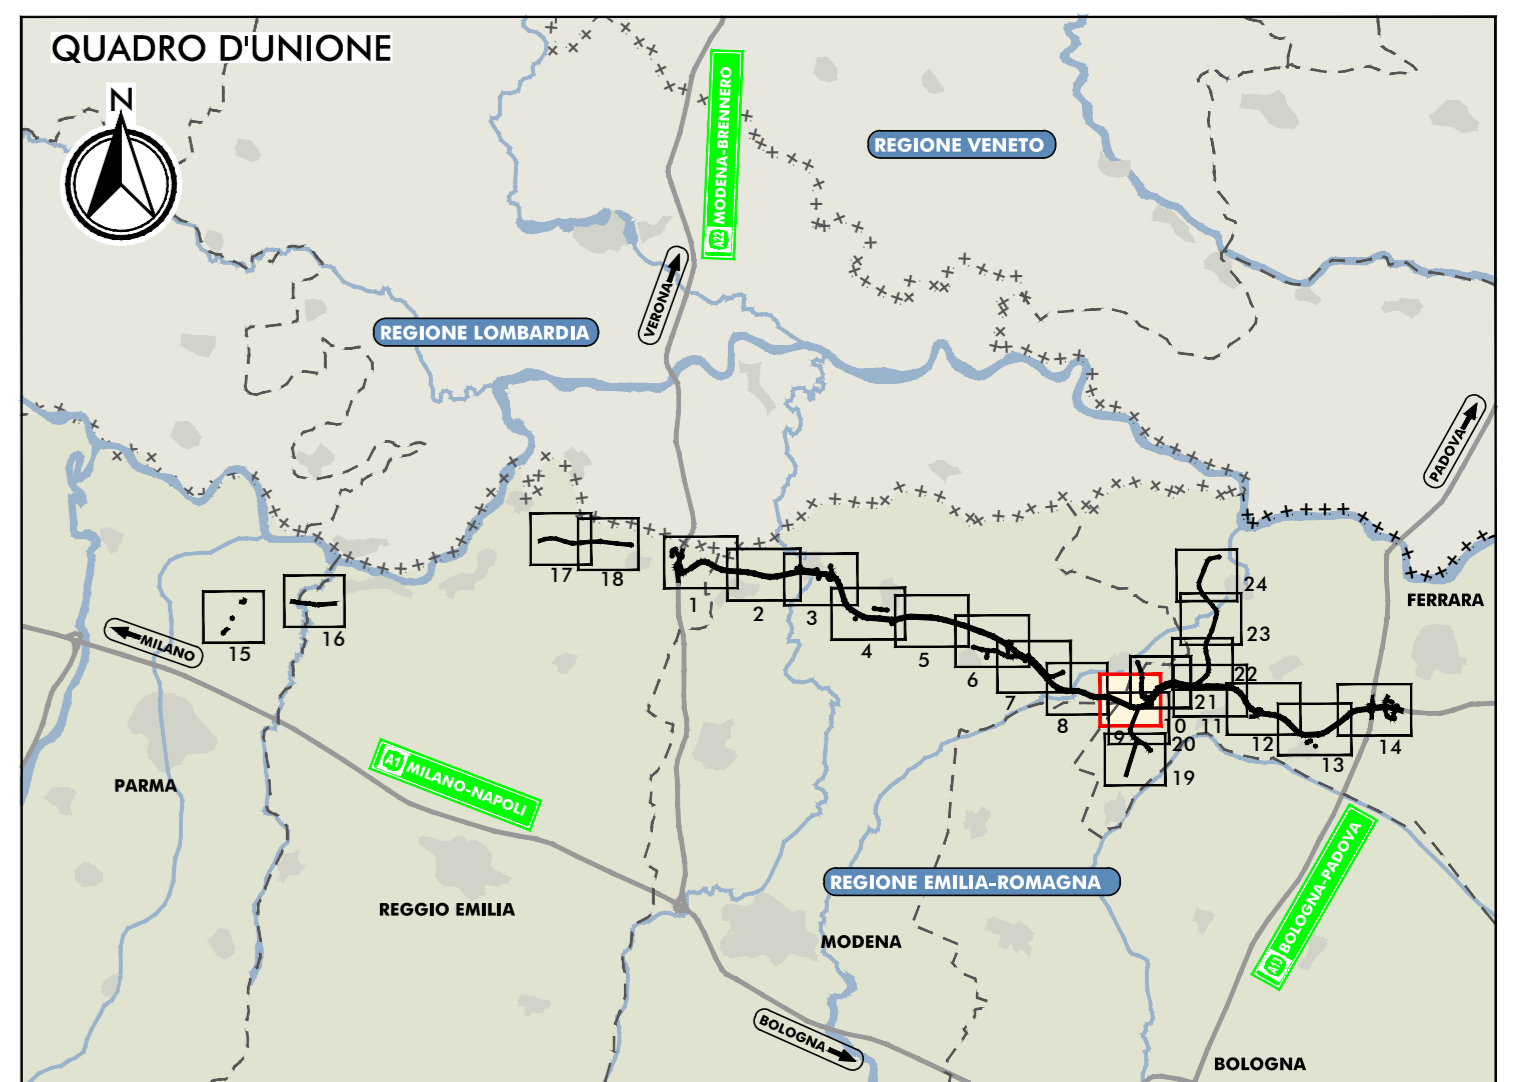 QUADRO D'UNIONE
N
A22 MODENA-BRENNERO
REGIONE VENETO
VERONA
REGIONE LOMBARDIA
PADOVA
17
18
1
2
3
4
5
6
7
8
9
10
11
12
13
14
15
16
19
20
21
22
23
24
FERRARA
MILANO
PARMA
A1 MILANO-NAPOLI
REGGIO EMILIA
REGIONE EMILIA-ROMAGNA
MODENA
A13 BOLOGNA-PADOVA
BOLOGNA
BOLOGNA